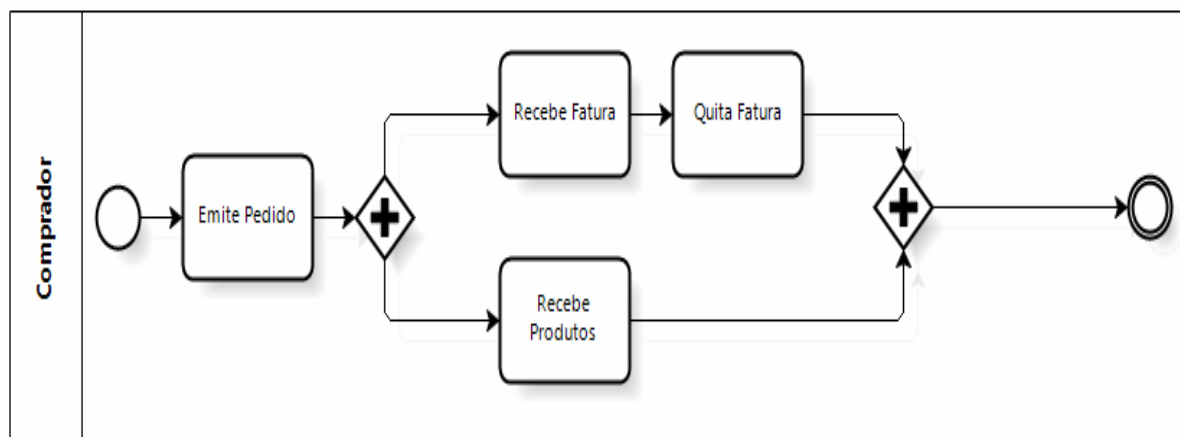 Comprador
Emite Pedido
Recebe Fatura
Quita Fatura
Recebe
Produtos